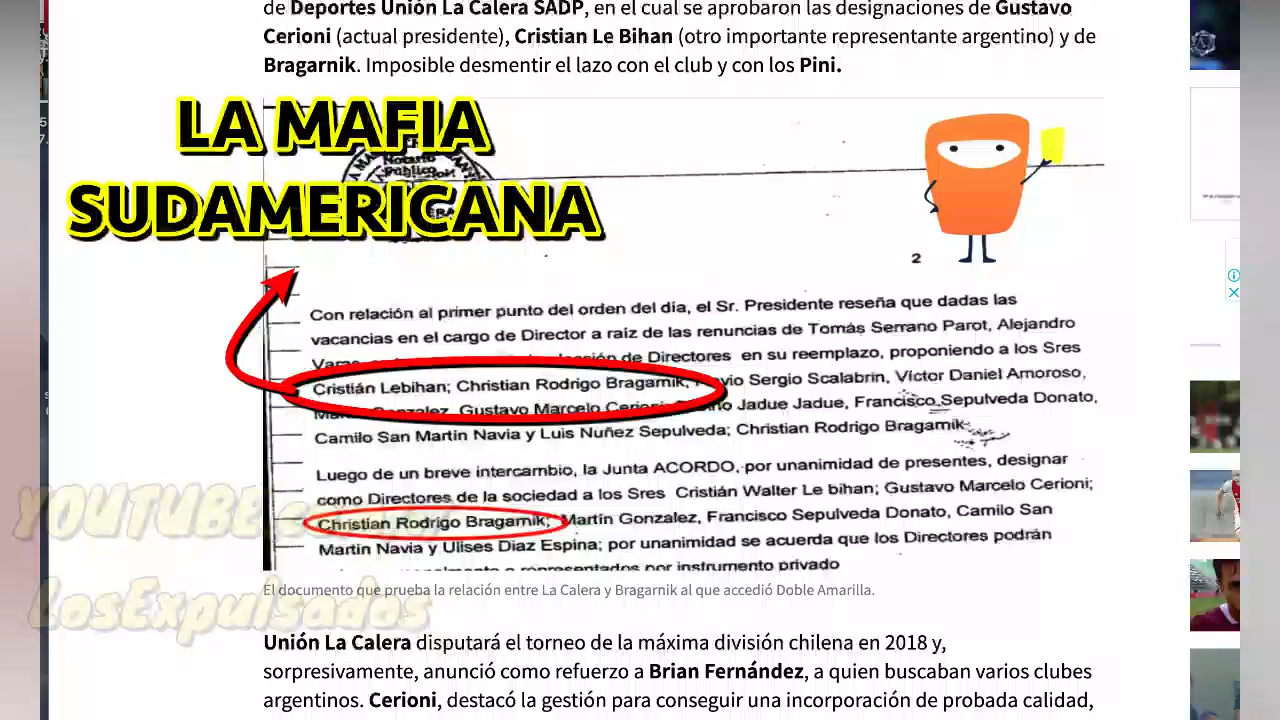 de Deportes Unión La Calera SADP, en el cual se aprobaron las designaciones de Gustavo
Cerioni (actual presidente), Cristian Le Bihan (otro importante representante argentino) y de
Bragarnik. Imposible desmentir el lazo con el club y con los Pini.
LA MAFIA
SUDAMERICANA
Notario
Publico
2
Con relación al primer punto del orden del día, el Sr. Presidente reseña que dadas las
vacancias en el cargo de Director a raíz de las renuncias de Tomás Serrano Parot, Alejandro
de Directores en su reemplazo, proponiendo a los Sres
Cristián Lebihan; Christian Rodrigo Bragarnik, Sergio Scalabrin, Víctor Daniel Amoroso,
Gonzalez, Gustavo Marcelo Cerioni Jadue Jadue, Francisco Sepulveda Donato,
Camilo San Martin Navia y Luis Nuñez Sepulveda; Christian Rodrigo Bragarnik
Luego de un breve intercambio, la Junta ACORDO, por unanimidad de presentes, designar
como Directores de la sociedad a los Sres Cristián Walter Le bihan; Gustavo Marcelo Cerioni;
Christian Rodrigo Bragarnik; Martín Gonzalez, Francisco Sepulveda Donato, Camilo San
Martin Navia y Ulises Diaz Espina; por unanimidad se acuerda que los Directores podrán
o representados por instrumento privado
YOUTUBE
LosExpulsados
El documento que prueba la relación entre La Calera y Bragarnik al que accedió Doble Amarilla.
Unión La Calera disputará el torneo de la máxima división chilena en 2018 y,
sorpresivamente, anunció como refuerzo a Brian Fernández, a quien buscaban varios clubes
argentinos. Cerioni, destacó la gestión para conseguir una incorporación de probada calidad,